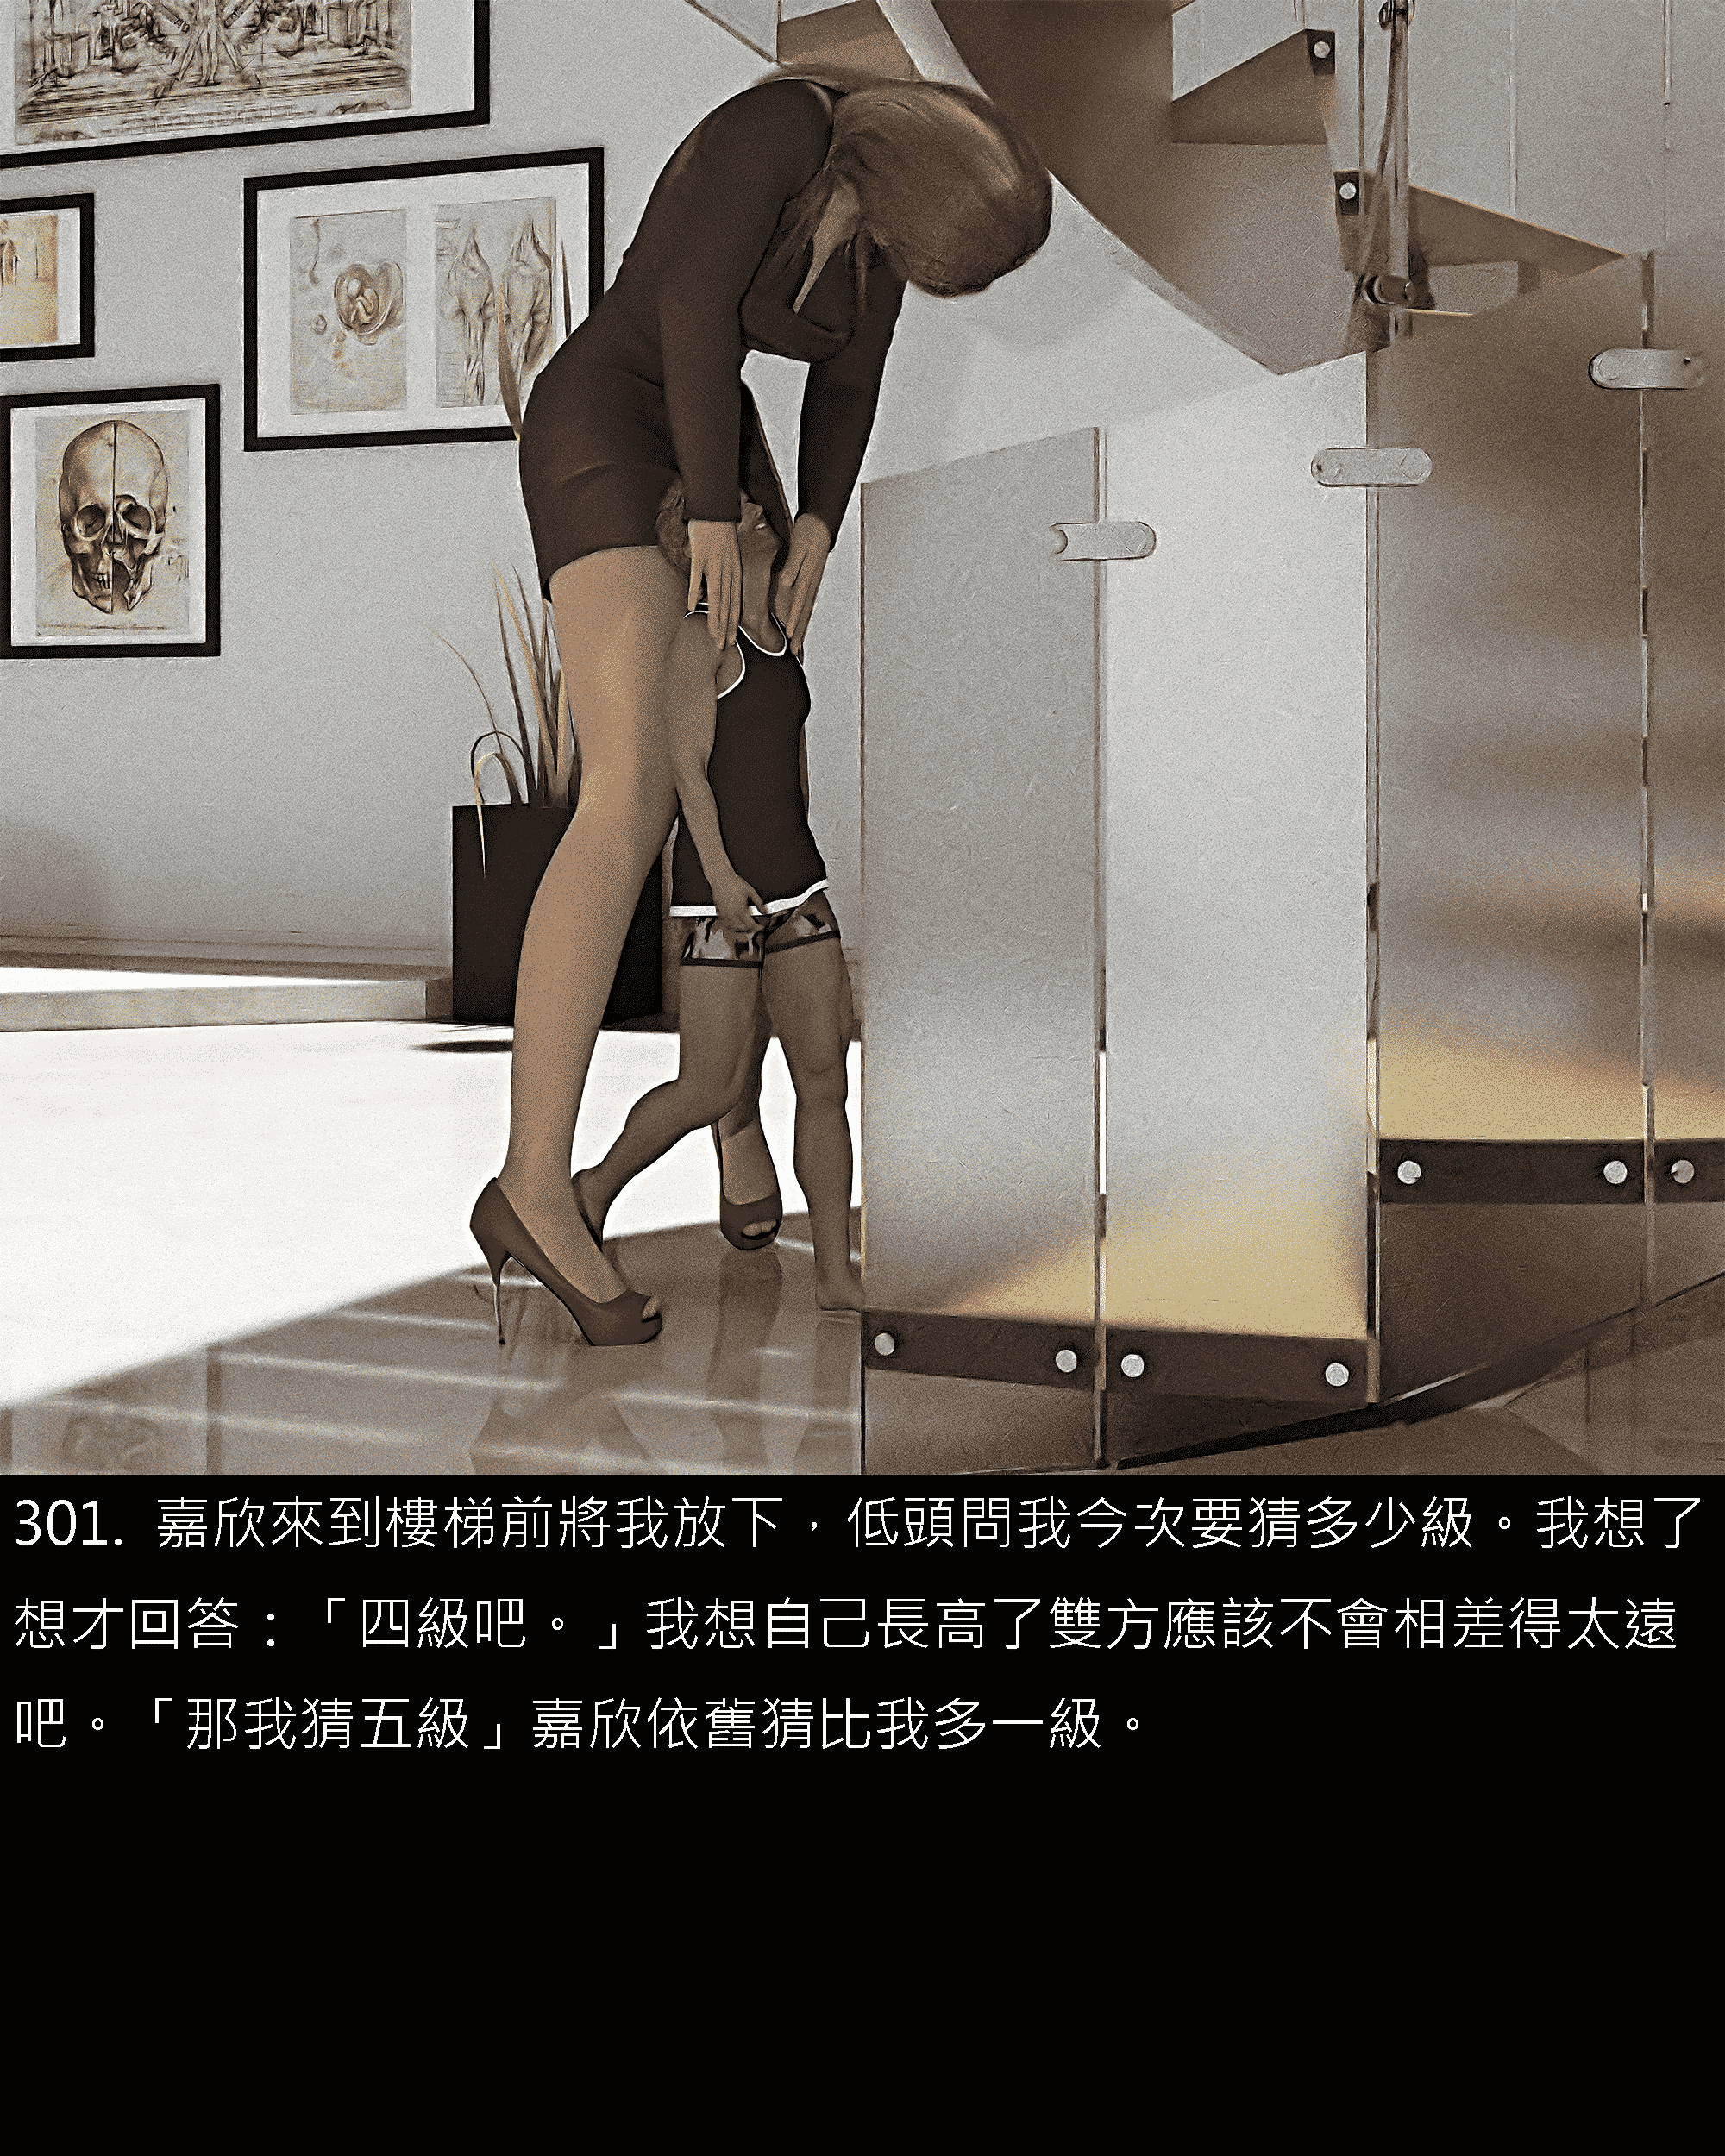 301. 嘉欣來到樓梯前將我放下，低頭問我今次要猜多少級。我想了
想才回答：「四級吧。」我想自己長高了雙方應該不會相差得太遠
吧。「那我猜五級」嘉欣依舊猜比我多一級。